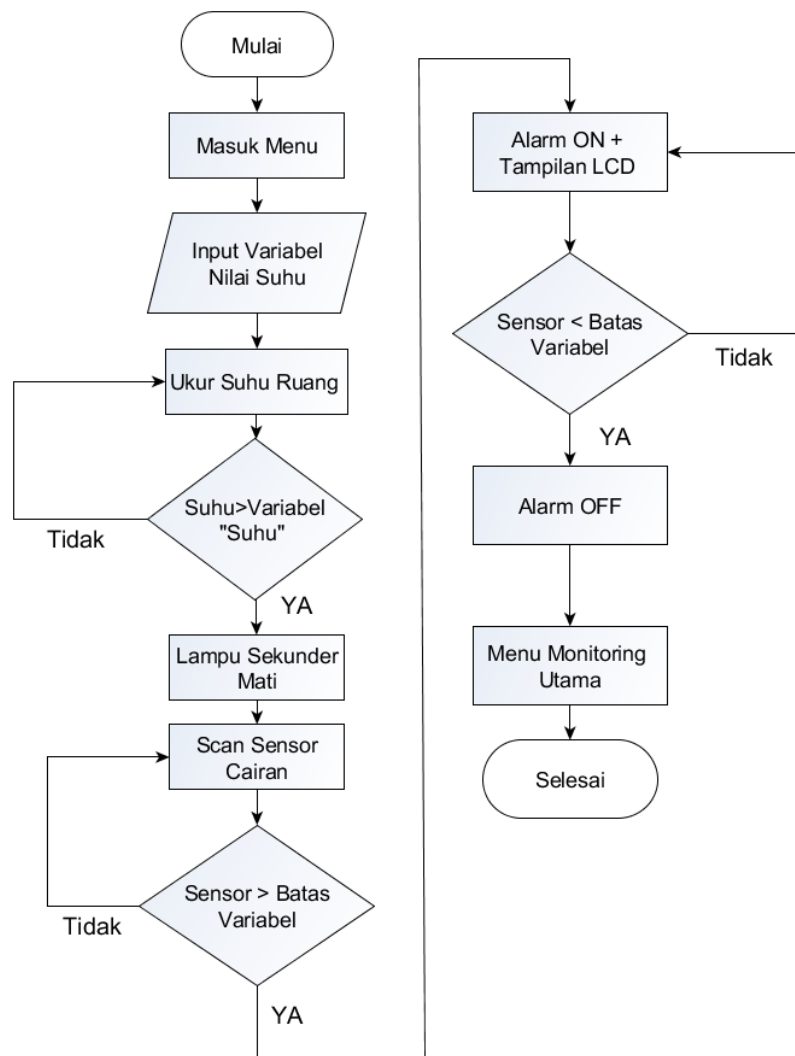 Mulai
Masuk Menu
Input Variabel
Nilai Suhu
Ukur Suhu Ruang
Suhu>Variabel
"Suhu"
Tidak
YA
Lampu Sekunder
Mati
Scan Sensor
Cairan
Sensor > Batas
Variabel
Tidak
YA
Alarm ON +
Tampilan LCD
Sensor < Batas
Variabel
Tidak
YA
Alarm OFF
Menu Monitoring
Utama
Selesai